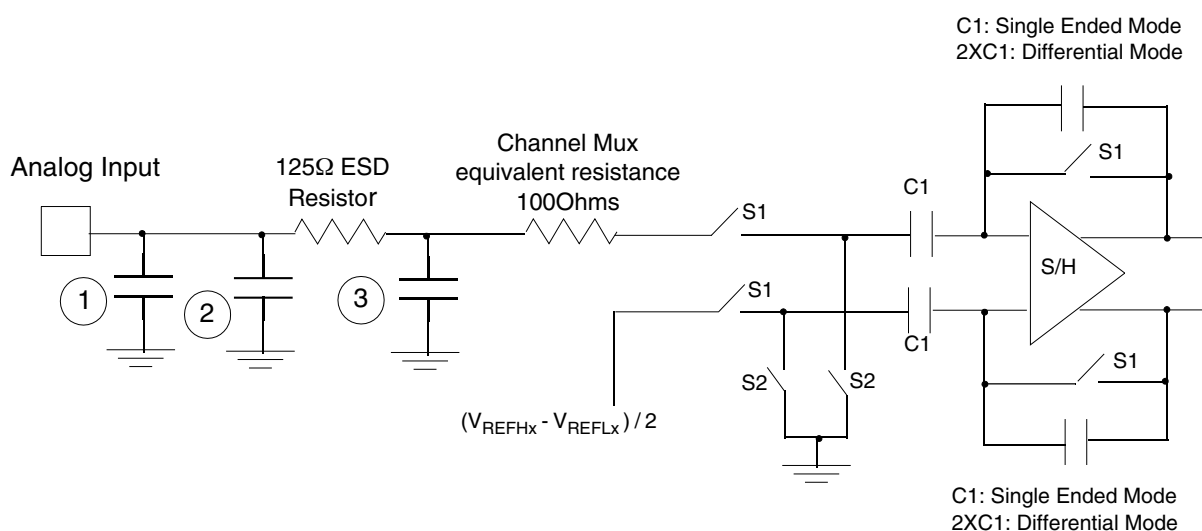 C1: Single Ended Mode
2XC1: Differential Mode
Analog Input
125Ω ESD
Resistor
Channel Mux
equivalent resistance
100Ohms
S1
C1
S1
S/H
1
2
3
S1
C1
S2
S2
S1
(VREFHx - VREFLx) / 2
C1: Single Ended Mode
2XC1: Differential Mode